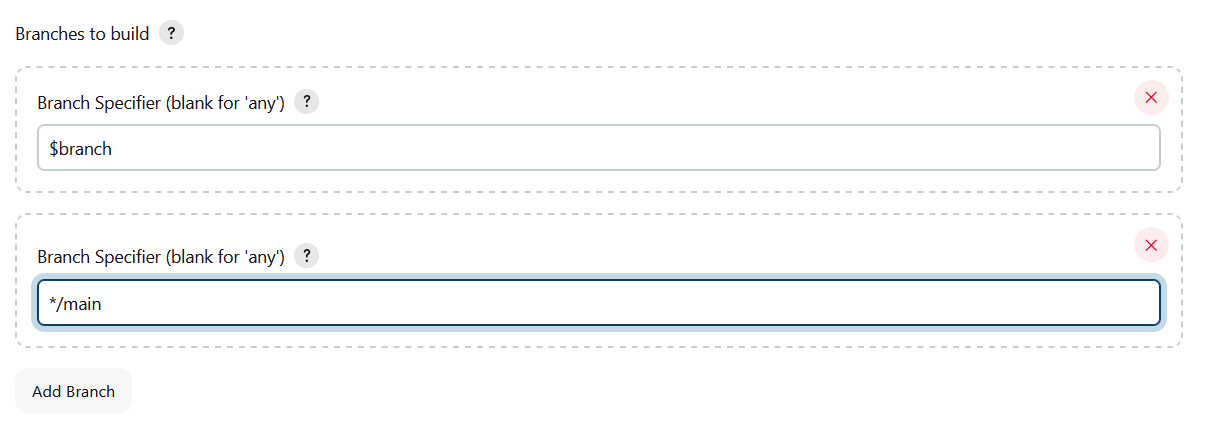 Branches to build ?
Branch Specifier (blank for 'any') ?
$branch
Branch Specifier (blank for 'any') ?
*/main
Add Branch